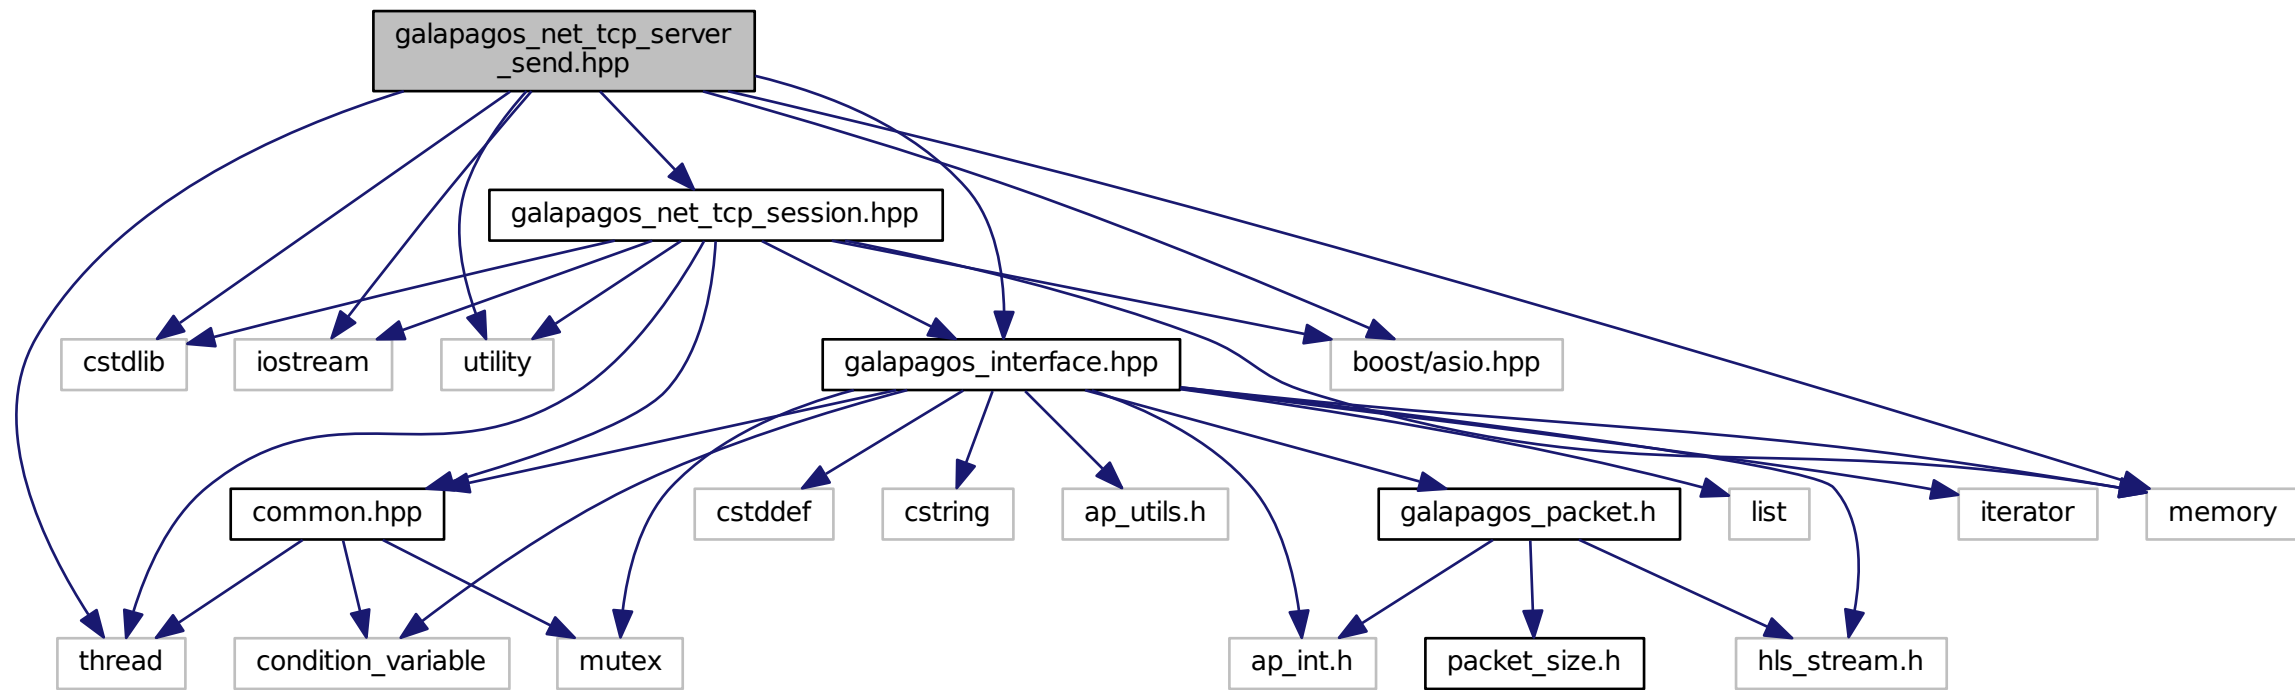 galapagos_net_tcp_server
_send.hpp
galapagos_net_tcp_session.hpp
cstdlib
iostream
utility
galapagos_interface.hpp
boost/asio.hpp
common.hpp
cstddef
cstring
ap_utils.h
galapagos_packet.h
list
iterator
memory
thread
condition_variable
mutex
ap_int.h
packet_size.h
hls_stream.h